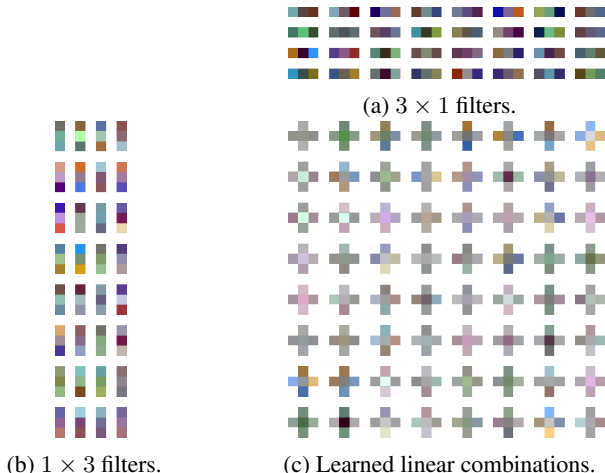 (a) 3 × 1 filters.
(b) 1 × 3 filters.
(c) Learned linear combinations.